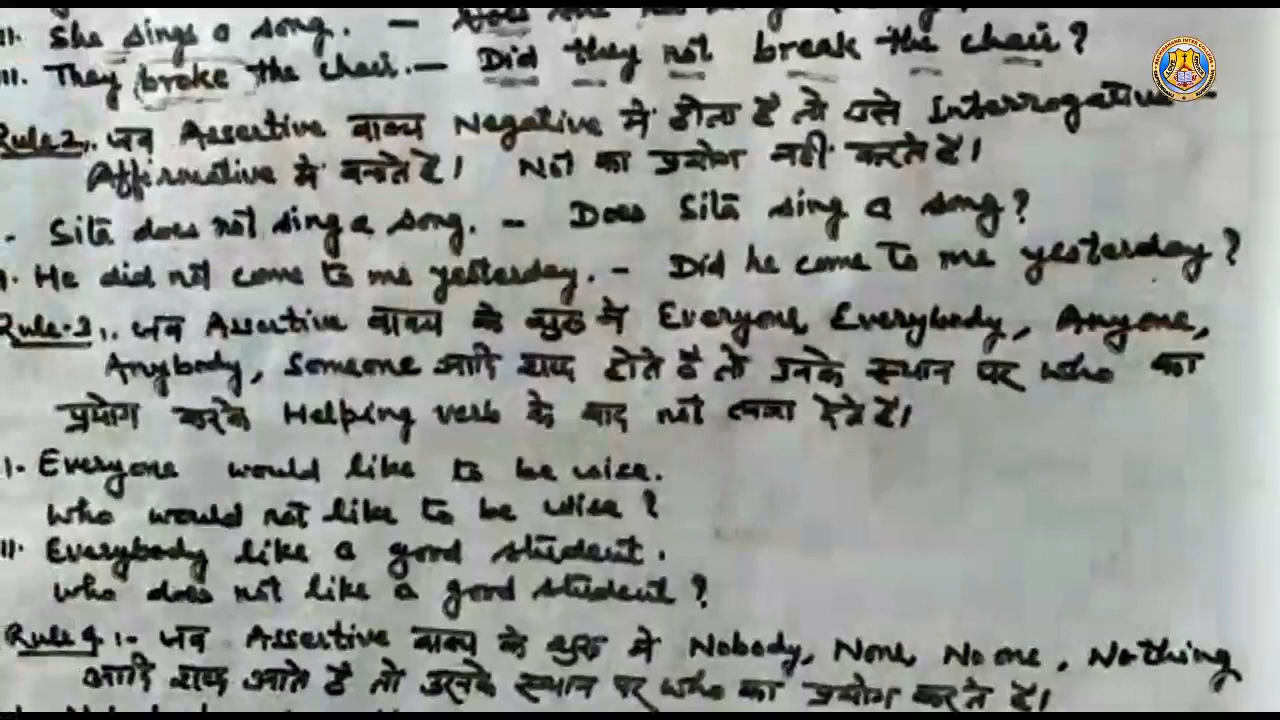 II. She sings a song. –
III. They broke the chair. – Did they not break the chair?
Rule 2. जब Assertive वाक्य Negative में होता है तो उसे Interrogative –
Affirmative में बनाते है। Not का प्रयोग नहीं करते है।
Sita does not sing a song. – Does Sita sing a song?
He did not come to me yesterday. – Did he come to me yesterday?
Rule-3. जब Assertive वाक्य के शुरु में Everyone, Everybody, Anyone,
Anybody, Someone आदि शब्द होते है तो उनके स्थान पर who का
प्रयोग करके Helping verb के बाद not लगा देते है।
I. Everyone would like to be wise.
Who would not like to be wise?
II. Everybody like a good student.
Who does not like a good student?
Rule 4:- जब Assertive वाक्य के शुरु में Nobody, None, No one, Nothing
आदि शब्द आते है तो उनके स्थान पर who का प्रयोग करते है।